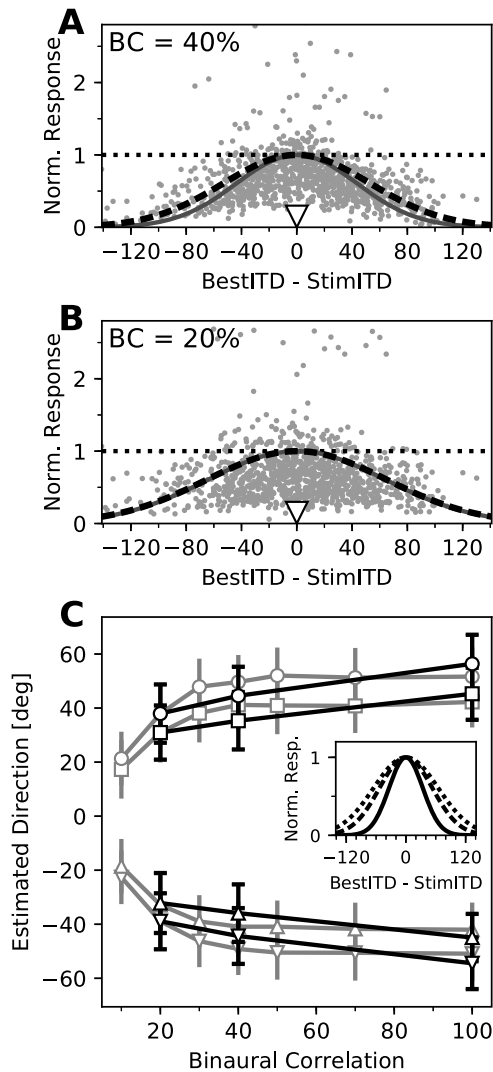 A
BC = 40%
2
1
0
Norm. Response
−120 −80 −40 0 40 80 120
BestITD - StimITD
B
BC = 20%
2
1
0
Norm. Response
−120 −80 −40 0 40 80 120
BestITD - StimITD
C
60
40
20
0
−20
−40
−60
Estimated Direction [deg]
1
0
Norm. Resp.
−120 0 120
BestITD - StimITD
20 40 60 80 100
Binaural Correlation